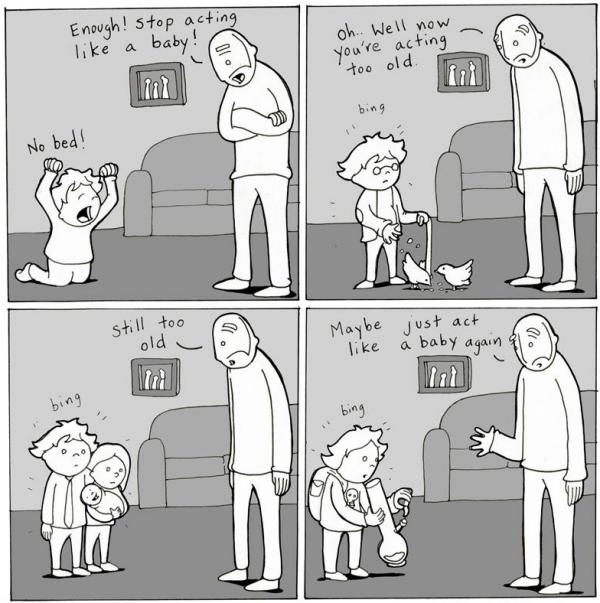 Enough! Stop acting
like a baby!
No bed!
Oh.. Well now
you're acting
too old.
bing
Still too
old
bing
Maybe just act
like a baby again
bing